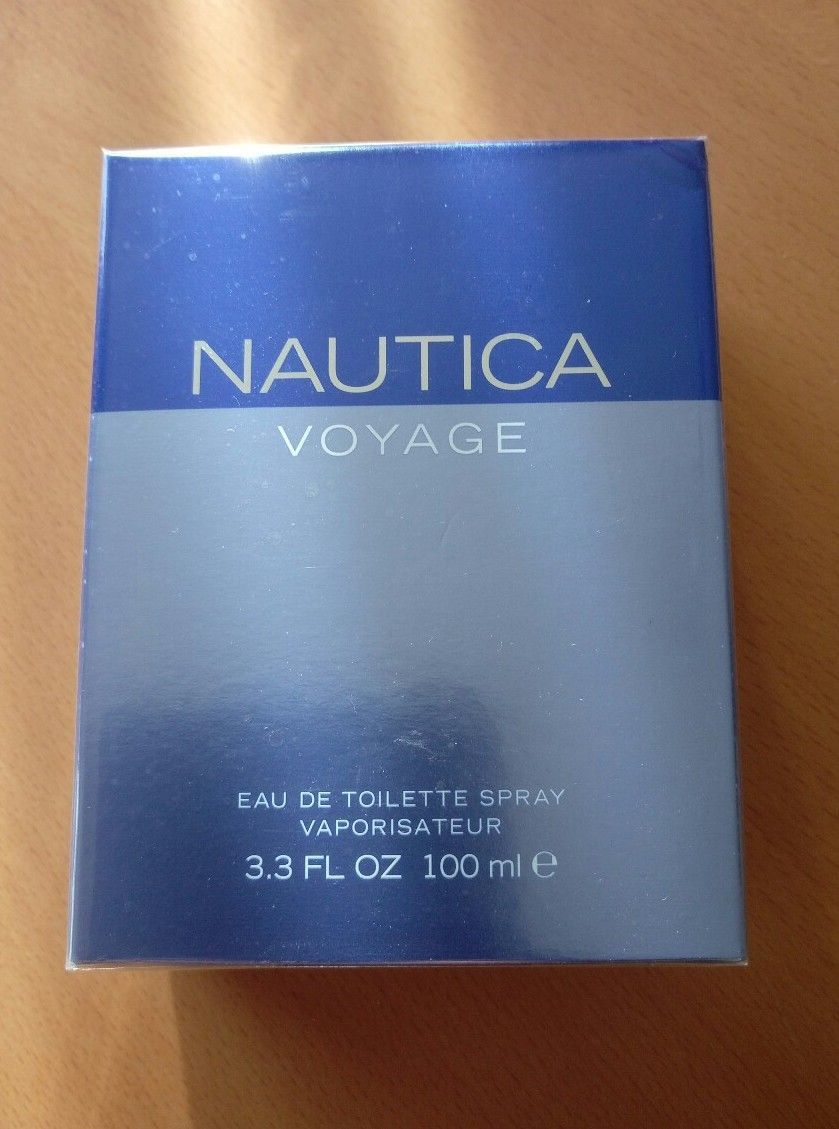 NAUTICA
VOYAGE
EAU DE TOILETTE SPRAY
VAPORISATEUR
3.3 FL OZ 100 ml ℮